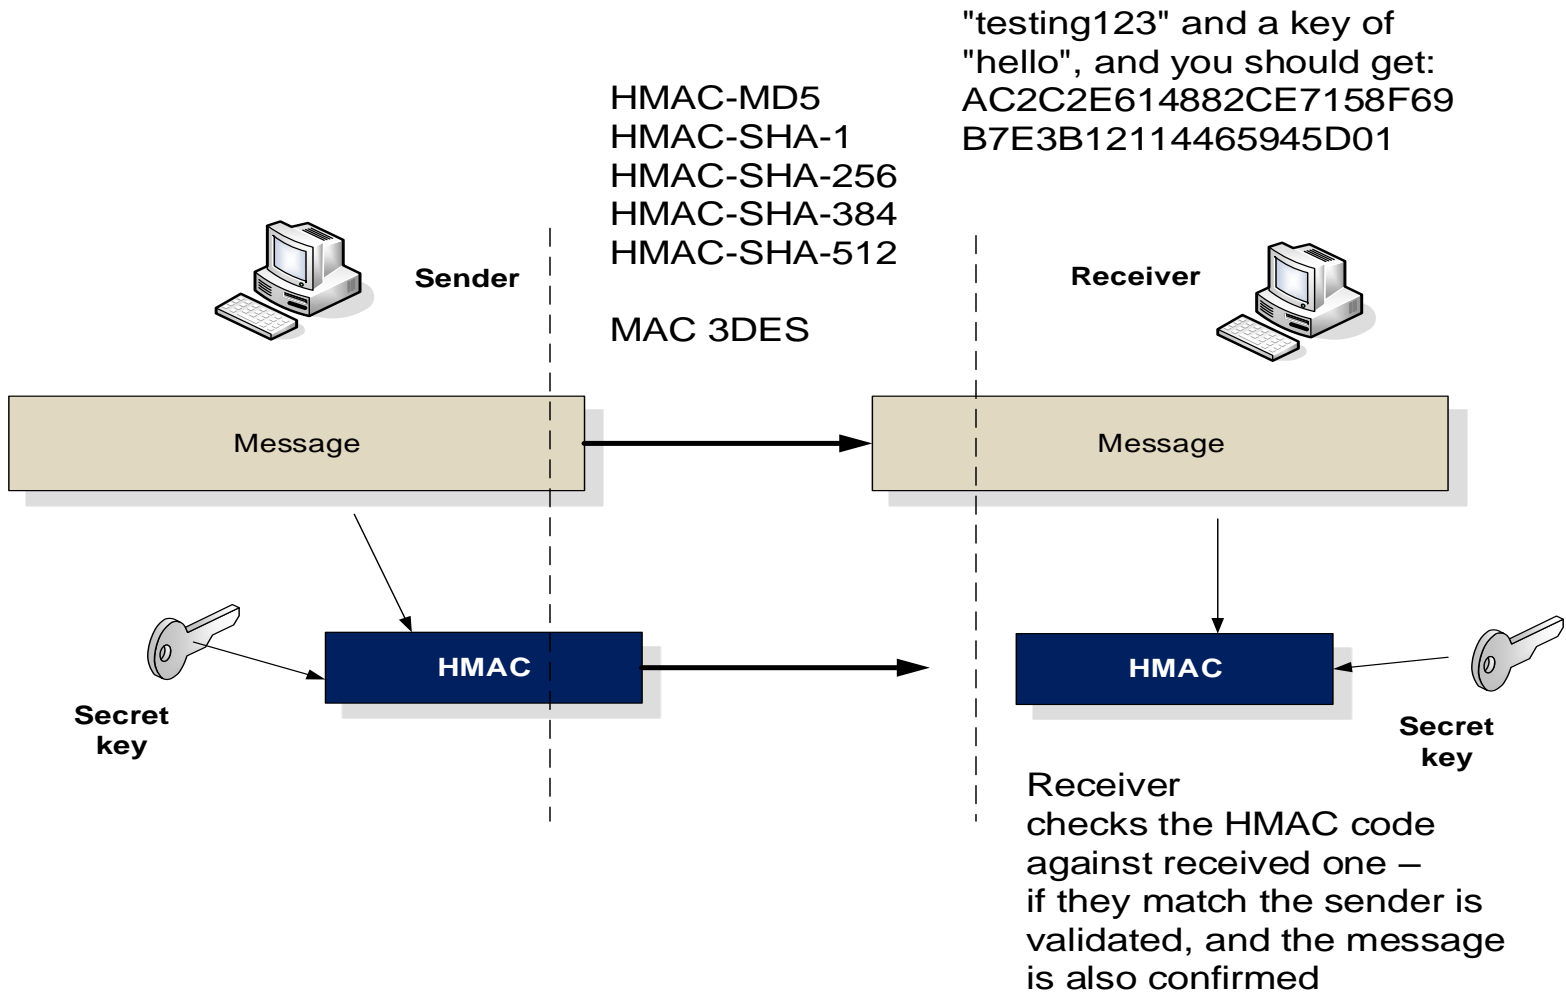 "testing123" and a key of
"hello", and you should get:
AC2C2E614882CE7158F69
B7E3B12114465945D01
HMAC-MD5
HMAC-SHA-1
HMAC-SHA-256
HMAC-SHA-384
HMAC-SHA-512
MAC 3DES
Sender
Receiver
Message
Message
HMAC
HMAC
Secret
key
Secret
key
Receiver
checks the HMAC code
against received one –
if they match the sender is
validated, and the message
is also confirmed